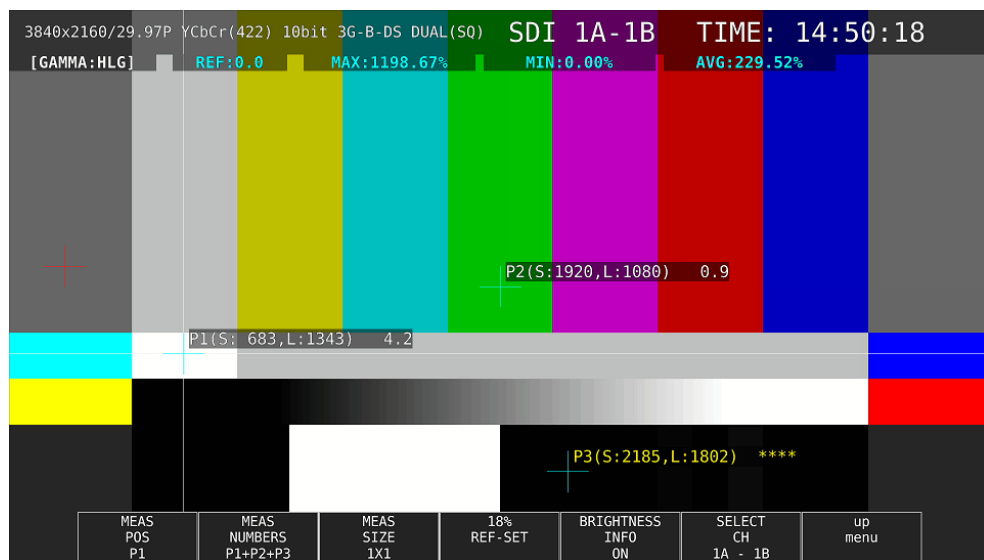 3840x2160/29.97P YCbCr(422) 10bit 3G-B-DS DUAL(SQ) SDI 1A-1B TIME: 14:50:18
[GAMMA:HLG] REF:0.0 MAX:1198.67% MIN:0.00% AVG:229.52%
P2(S:1920,L:1080) 0.9
P1(S: 683,L:1343) 4.2
P3(S:2185,L:1802) ****
MEAS POS P1
MEAS NUMBERS P1+P2+P3
MEAS SIZE 1X1
18% REF-SET
BRIGHTNESS INFO ON
SELECT CH 1A - 1B
up menu